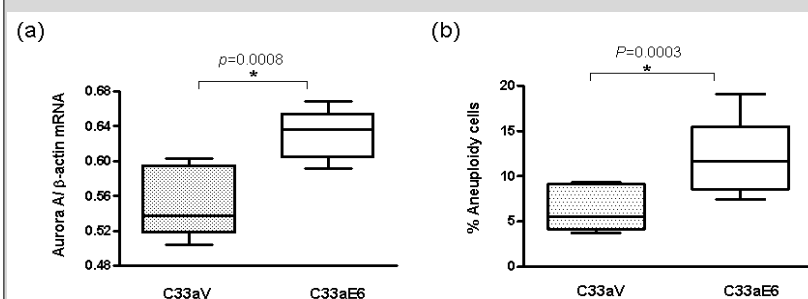 (a)
p=0.0008
*
Aurora A/ β-actin mRNA
0.68
0.64
0.60
0.56
0.52
0.48
C33aV
C33aE6
(b)
P=0.0003
*
% Aneuploidy cells
20
15
10
5
0
C33aV
C33aE6